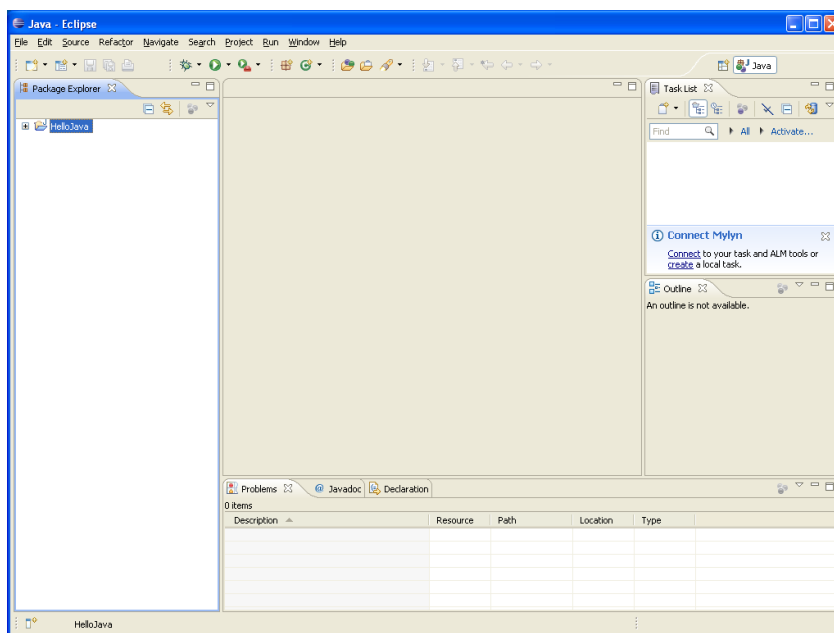 Java - Eclipse
File Edit Source Refactor Navigate Search Project Run Window Help
Java
Package Explorer
HelloJava
Task List
Find All Activate...
Connect Mylyn
Connect to your task and ALM tools or
create a local task.
Outline
An outline is not available.
Problems Javadoc Declaration
0 items
Description Resource Path Location Type
HelloJava